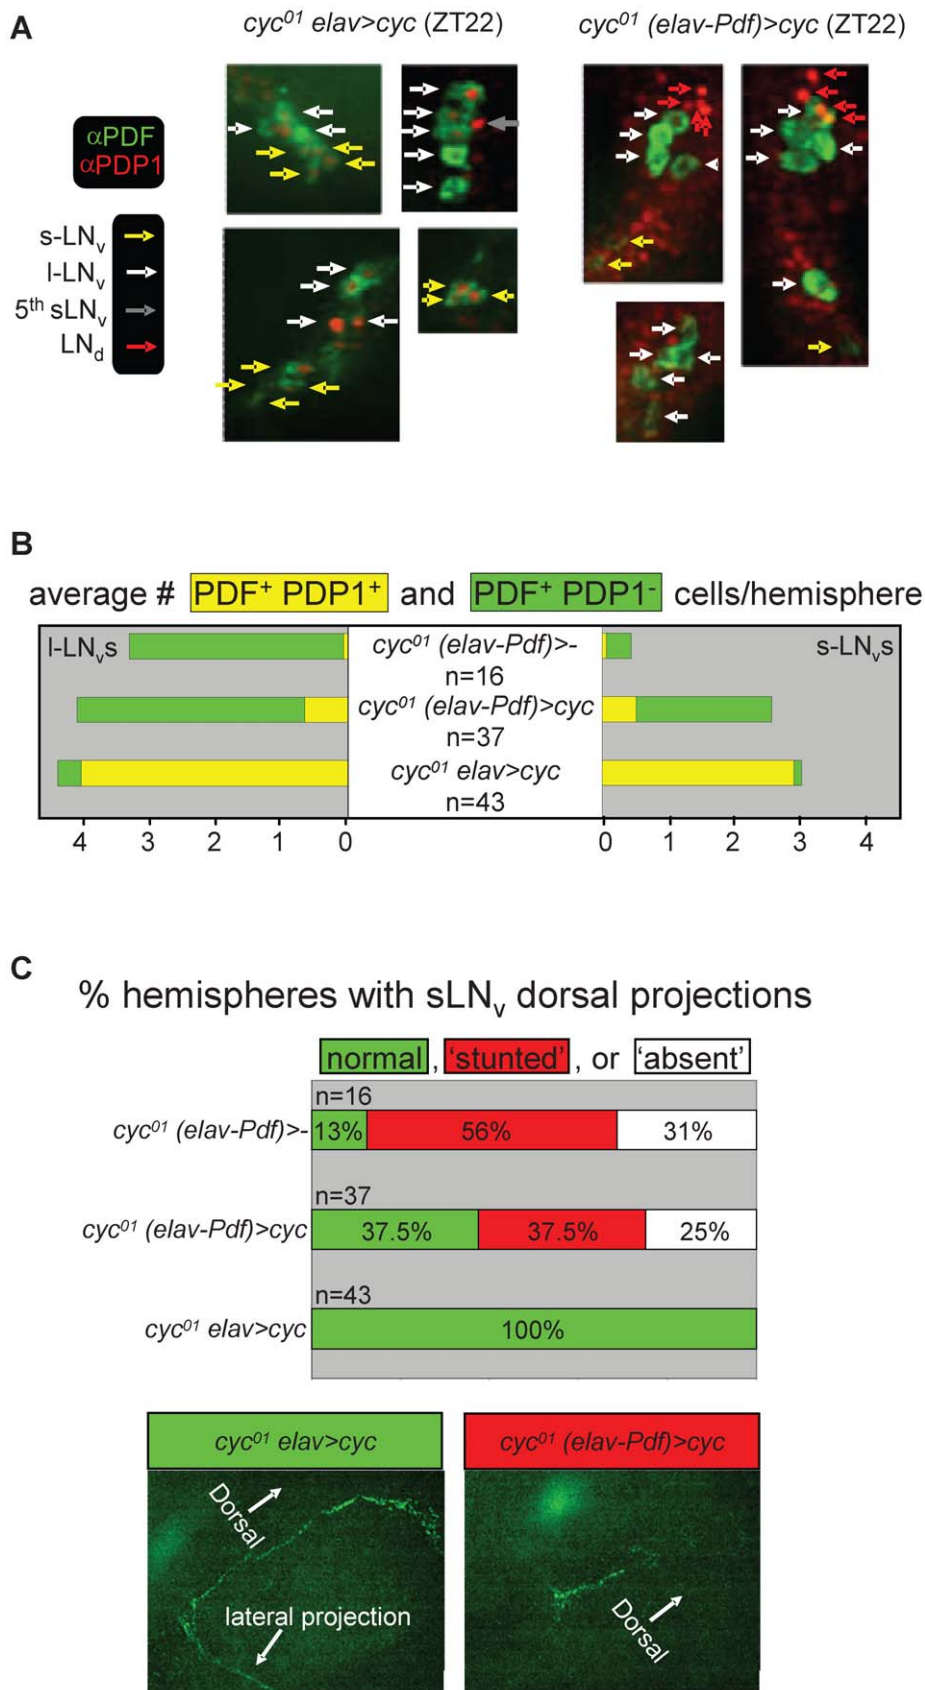 A
cyc⁰¹ elav>cyc (ZT22)
cyc⁰¹ (elav-Pdf)>cyc (ZT22)
αPDF
αPDP1
s-LNᵥ
l-LNᵥ
5ᵗʰ sLNᵥ
LN_d
B
average # PDF⁺ PDP1⁺ and PDF⁺ PDP1⁻ cells/hemisphere
l-LNᵥs
s-LNᵥs
cyc⁰¹ (elav-Pdf)>-
n=16
cyc⁰¹ (elav-Pdf)>cyc
n=37
cyc⁰¹ elav>cyc
n=43
4 3 2 1 0
0 1 2 3 4
C
% hemispheres with sLNᵥ dorsal projections
normal, 'stunted', or 'absent'
n=16
cyc⁰¹ (elav-Pdf)>- 13% 56% 31%
n=37
cyc⁰¹ (elav-Pdf)>cyc 37.5% 37.5% 25%
n=43
cyc⁰¹ elav>cyc 100%
cyc⁰¹ elav>cyc
cyc⁰¹ (elav-Pdf)>cyc
Dorsal
lateral projection
Dorsal